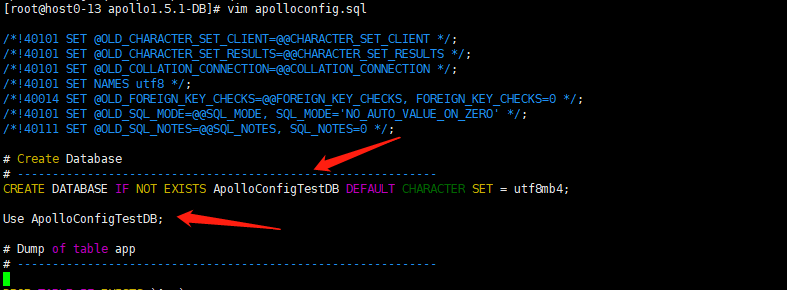 [root@host0-13 apollo1.5.1-DB]# vim apolloconfig.sql
/*!40101 SET @OLD_CHARACTER_SET_CLIENT=@@CHARACTER_SET_CLIENT */;
/*!40101 SET @OLD_CHARACTER_SET_RESULTS=@@CHARACTER_SET_RESULTS */;
/*!40101 SET @OLD_COLLATION_CONNECTION=@@COLLATION_CONNECTION */;
/*!40101 SET NAMES utf8 */;
/*!40014 SET @OLD_FOREIGN_KEY_CHECKS=@@FOREIGN_KEY_CHECKS, FOREIGN_KEY_CHECKS=0 */;
/*!40101 SET @OLD_SQL_MODE=@@SQL_MODE, SQL_MODE='NO_AUTO_VALUE_ON_ZERO' */;
/*!40111 SET @OLD_SQL_NOTES=@@SQL_NOTES, SQL_NOTES=0 */;
# Create Database
# ------------------------------------------------------------
CREATE DATABASE IF NOT EXISTS ApolloConfigTestDB DEFAULT CHARACTER SET = utf8mb4;
Use ApolloConfigTestDB;
# Dump of table app
# ------------------------------------------------------------